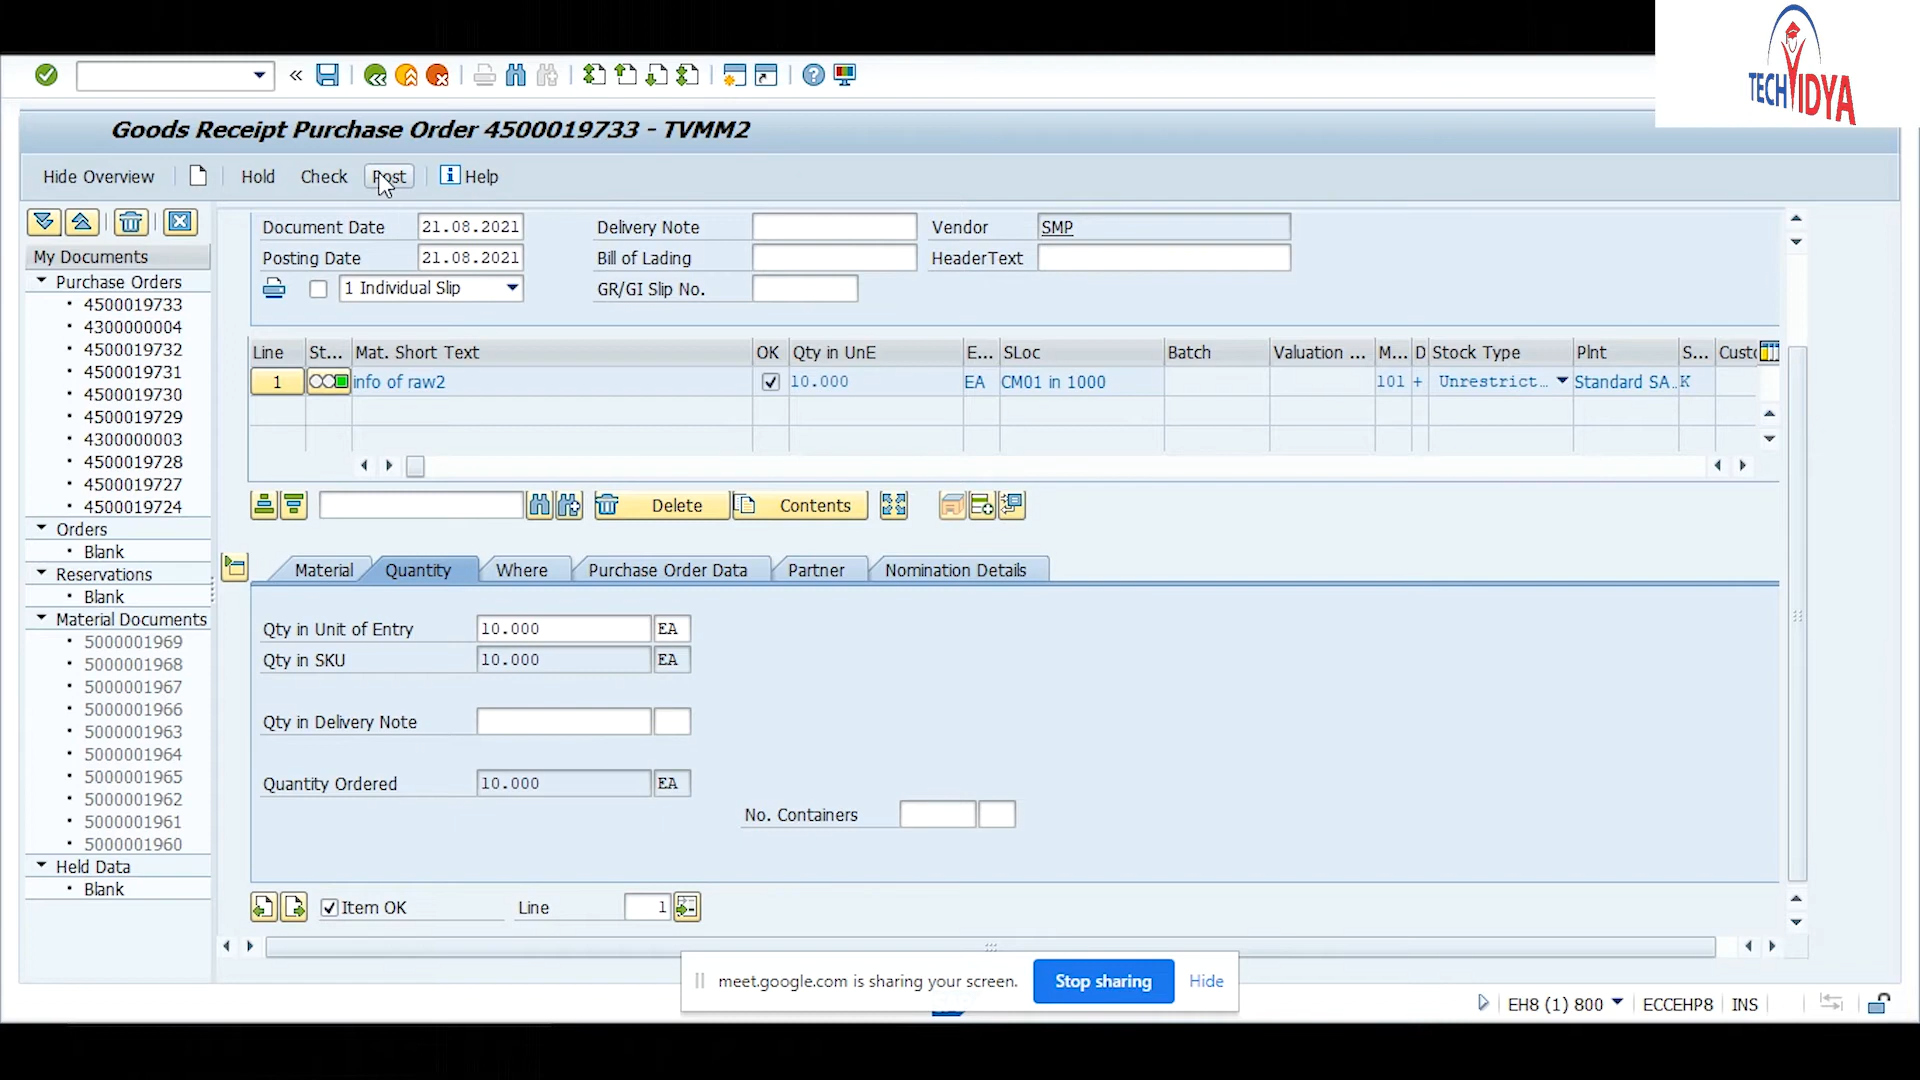 TECHVIDYA
Goods Receipt Purchase Order 4500019733 - TVMM2
Hide Overview Hold Check Post Help
Document Date 21.08.2021 Delivery Note Vendor SMP
Posting Date 21.08.2021 Bill of Lading HeaderText
1 Individual Slip GR/GI Slip No.
My Documents
Purchase Orders
4500019733
4300000004
4500019732
4500019731
4500019730
4500019729
4300000003
4500019728
4500019727
4500019724
Orders
Blank
Reservations
Blank
Material Documents
5000001969
5000001968
5000001967
5000001966
5000001963
5000001964
5000001965
5000001962
5000001961
5000001960
Held Data
Blank
Line St... Mat. Short Text OK Qty in UnE E... SLoc Batch Valuation ... M... D Stock Type Plnt S... Custo
1 info of raw2 10.000 EA CM01 in 1000 101 + Unrestrict... Standard SA.. K
Delete Contents
Material Quantity Where Purchase Order Data Partner Nomination Details
Qty in Unit of Entry 10.000 EA
Qty in SKU 10.000 EA
Qty in Delivery Note
Quantity Ordered 10.000 EA
No. Containers
Item OK Line 1
meet.google.com is sharing your screen. Stop sharing Hide
EH8 (1) 800 ECCEHP8 INS